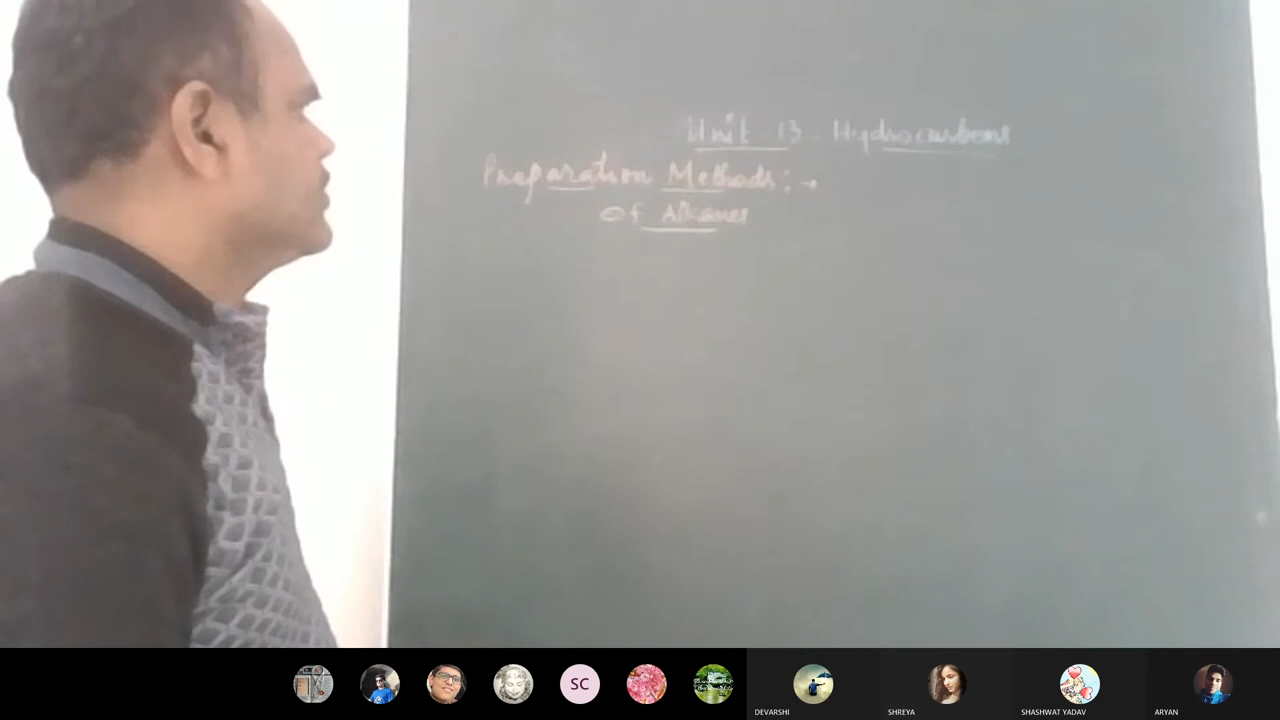 Unit 13. Hydrocarbons
Preparation Methods: →
Of Alkanes
SC
DEVARSHI
SHREYA
SHASHWAT YADAV
ARYAN